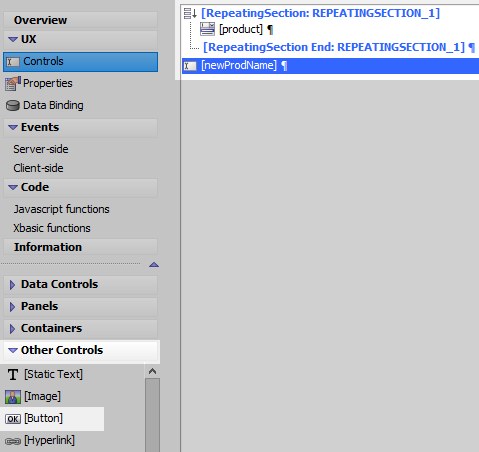 Overview
UX
Controls
Properties
Data Binding
Events
Server-side
Client-side
Code
Javascript functions
Xbasic functions
Information
Data Controls
Panels
Containers
Other Controls
[Static Text]
[Image]
OK [Button]
[Hyperlink]
[RepeatingSection: REPEATINGSECTION_1]
[product] ¶
[RepeatingSection End: REPEATINGSECTION_1] ¶
[newProdName] ¶